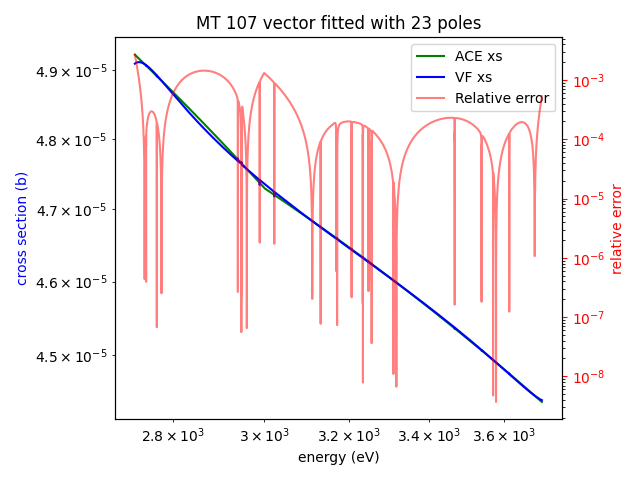 MT 107 vector fitted with 23 poles
ACE xs
VF xs
Relative error
4.9 × 10⁻⁵
4.8 × 10⁻⁵
4.7 × 10⁻⁵
4.6 × 10⁻⁵
4.5 × 10⁻⁵
cross section (b)
10⁻³
10⁻⁴
10⁻⁵
10⁻⁶
10⁻⁷
10⁻⁸
relative error
2.8 × 10³ 3 × 10³ 3.2 × 10³ 3.4 × 10³ 3.6 × 10³
energy (eV)